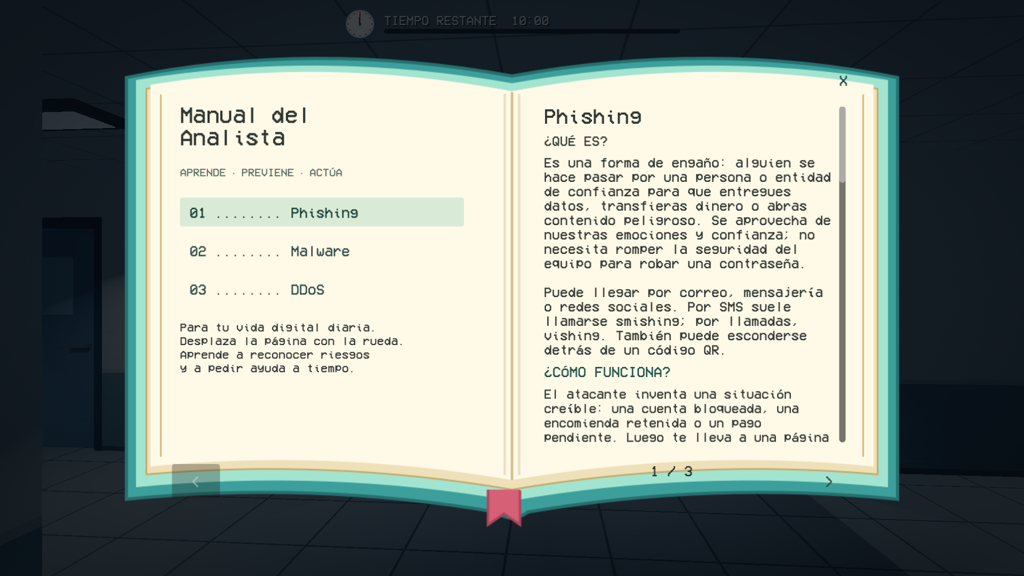 TIEMPO RESTANTE 10:00
X
Manual del
Analista
APRENDE · PREVIENE · ACTÚA
01 ........ Phishing
02 ........ Malware
03 ........ DDoS
Para tu vida digital diaria.
Desplaza la página con la rueda.
Aprende a reconocer riesgos
y a pedir ayuda a tiempo.
<
Phishing
¿QUÉ ES?
Es una forma de engaño: alguien se
hace pasar por una persona o entidad
de confianza para que entregues
datos, transfieras dinero o abras
contenido peligroso. Se aprovecha de
nuestras emociones y confianza; no
necesita romper la seguridad del
equipo para robar una contraseña.
Puede llegar por correo, mensajería
o redes sociales. Por SMS suele
llamarse smishing; por llamadas,
vishing. También puede esconderse
detrás de un código QR.
¿CÓMO FUNCIONA?
El atacante inventa una situación
creíble: una cuenta bloqueada, una
encomienda retenida o un pago
pendiente. Luego te lleva a una página
1 / 3
>